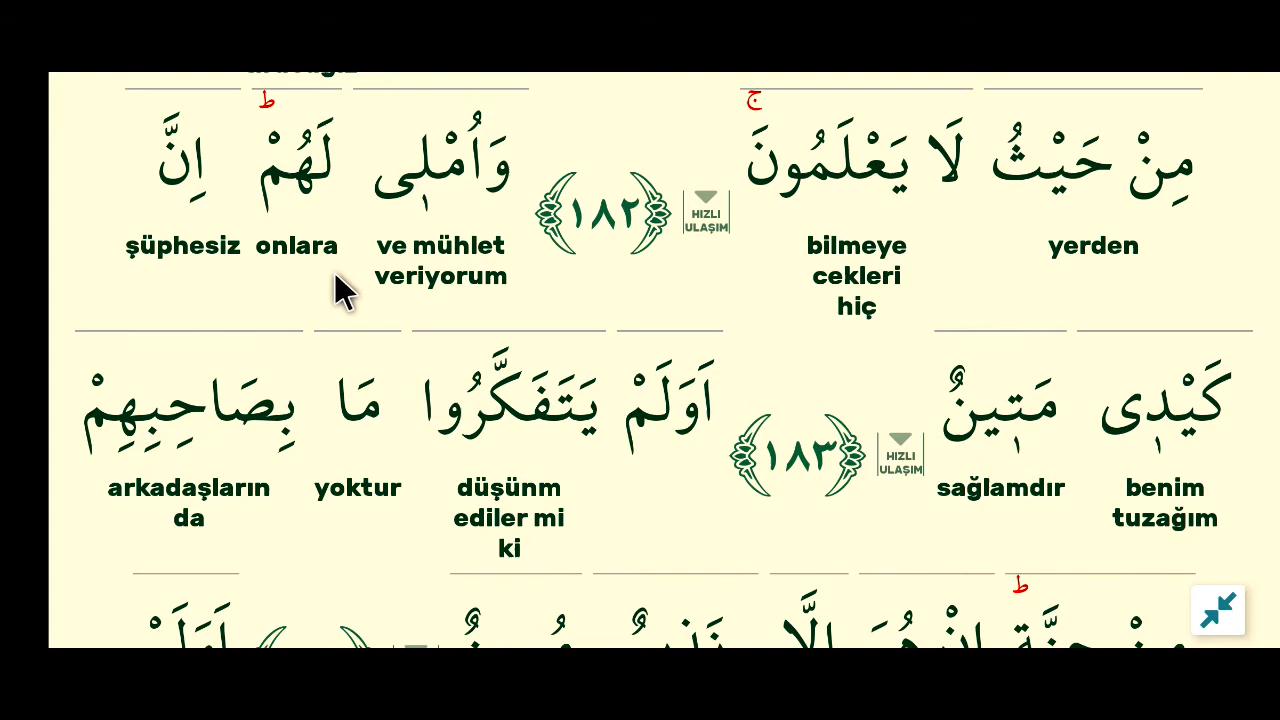 مِنْ حَيْثُ لَا يَعْلَمُونَۚ ﴿١٨٢﴾ وَاُمْلٖى لَهُمْۜ اِنَّ
yerden bilmeye cekleri hiç HIZLI ULAŞIM ve mühlet veriyorum onlara şüphesiz
كَيْدٖى مَتٖينٌ ﴿١٨٣﴾ اَوَلَمْ يَتَفَكَّرُوا مَا بِصَاحِبِهِمْ
benim tuzağım sağlamdır HIZLI ULAŞIM düşünm ediler mi ki yoktur arkadaşların da